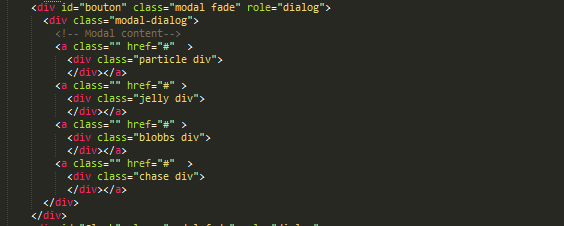 <div id="bouton" class="modal fade" role="dialog">
<div class="modal-dialog">
<!-- Modal content-->
<a class="" href="#"  >
<div class="particle div">
</div></a>
<a class="" href="#" >
<div class="jelly div">
</div></a>
<a class="" href="#" >
<div class="blobbs div">
</div></a>
<a class="" href="#"  >
<div class="chase div">
</div></a>
</div>
</div>